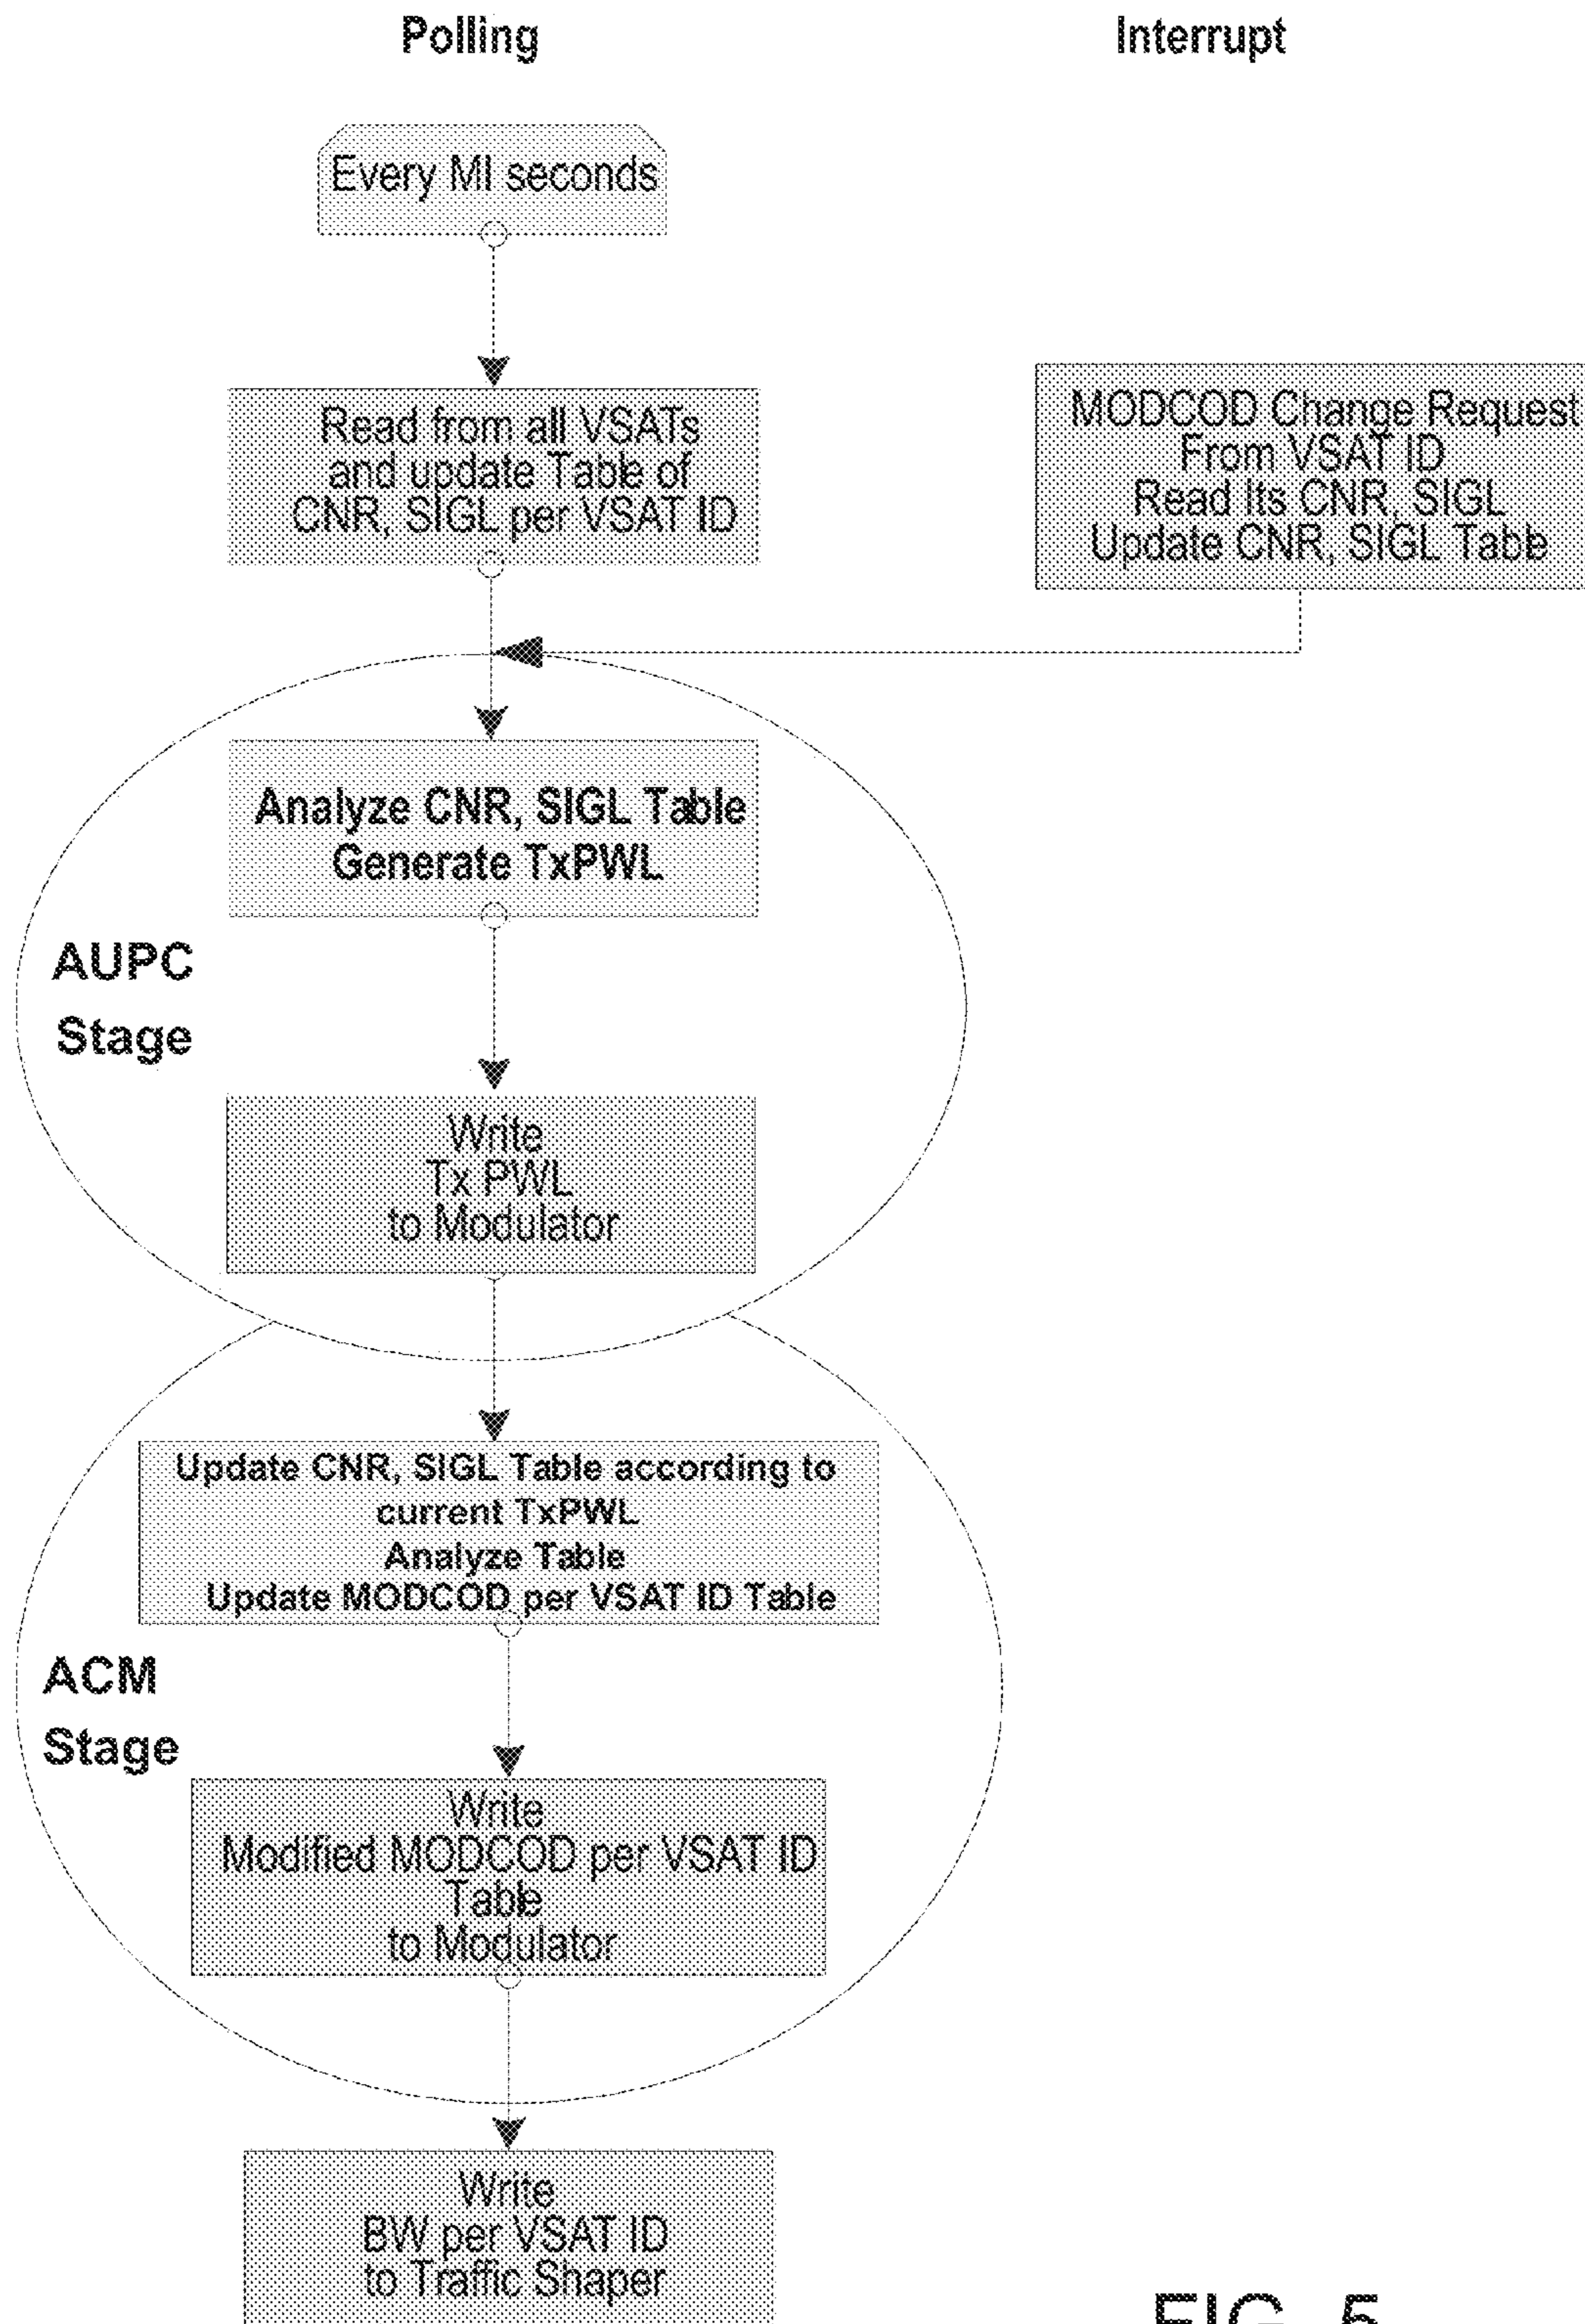 Polling
Interrupt
Every MI seconds
Read from all VSATs
and update Table of
CNR, SIGL per VSAT ID
MODCOD Change Request
From VSAT ID
Read Its CNR, SIGL
Update CNR, SIGL Table
Analyze CNR, SIGL Table
Generate TxPWL
AUPC
Stage
Write
Tx PWL
to Modulator
Update CNR, SIGL Table according to
current TxPWL
Analyze Table
Update MODCOD per VSAT ID Table
ACM
Stage
Write
Modified MODCOD per VSAT ID
Table
to Modulator
Write
BW per VSAT ID
to Traffic Shaper
FIG. 5